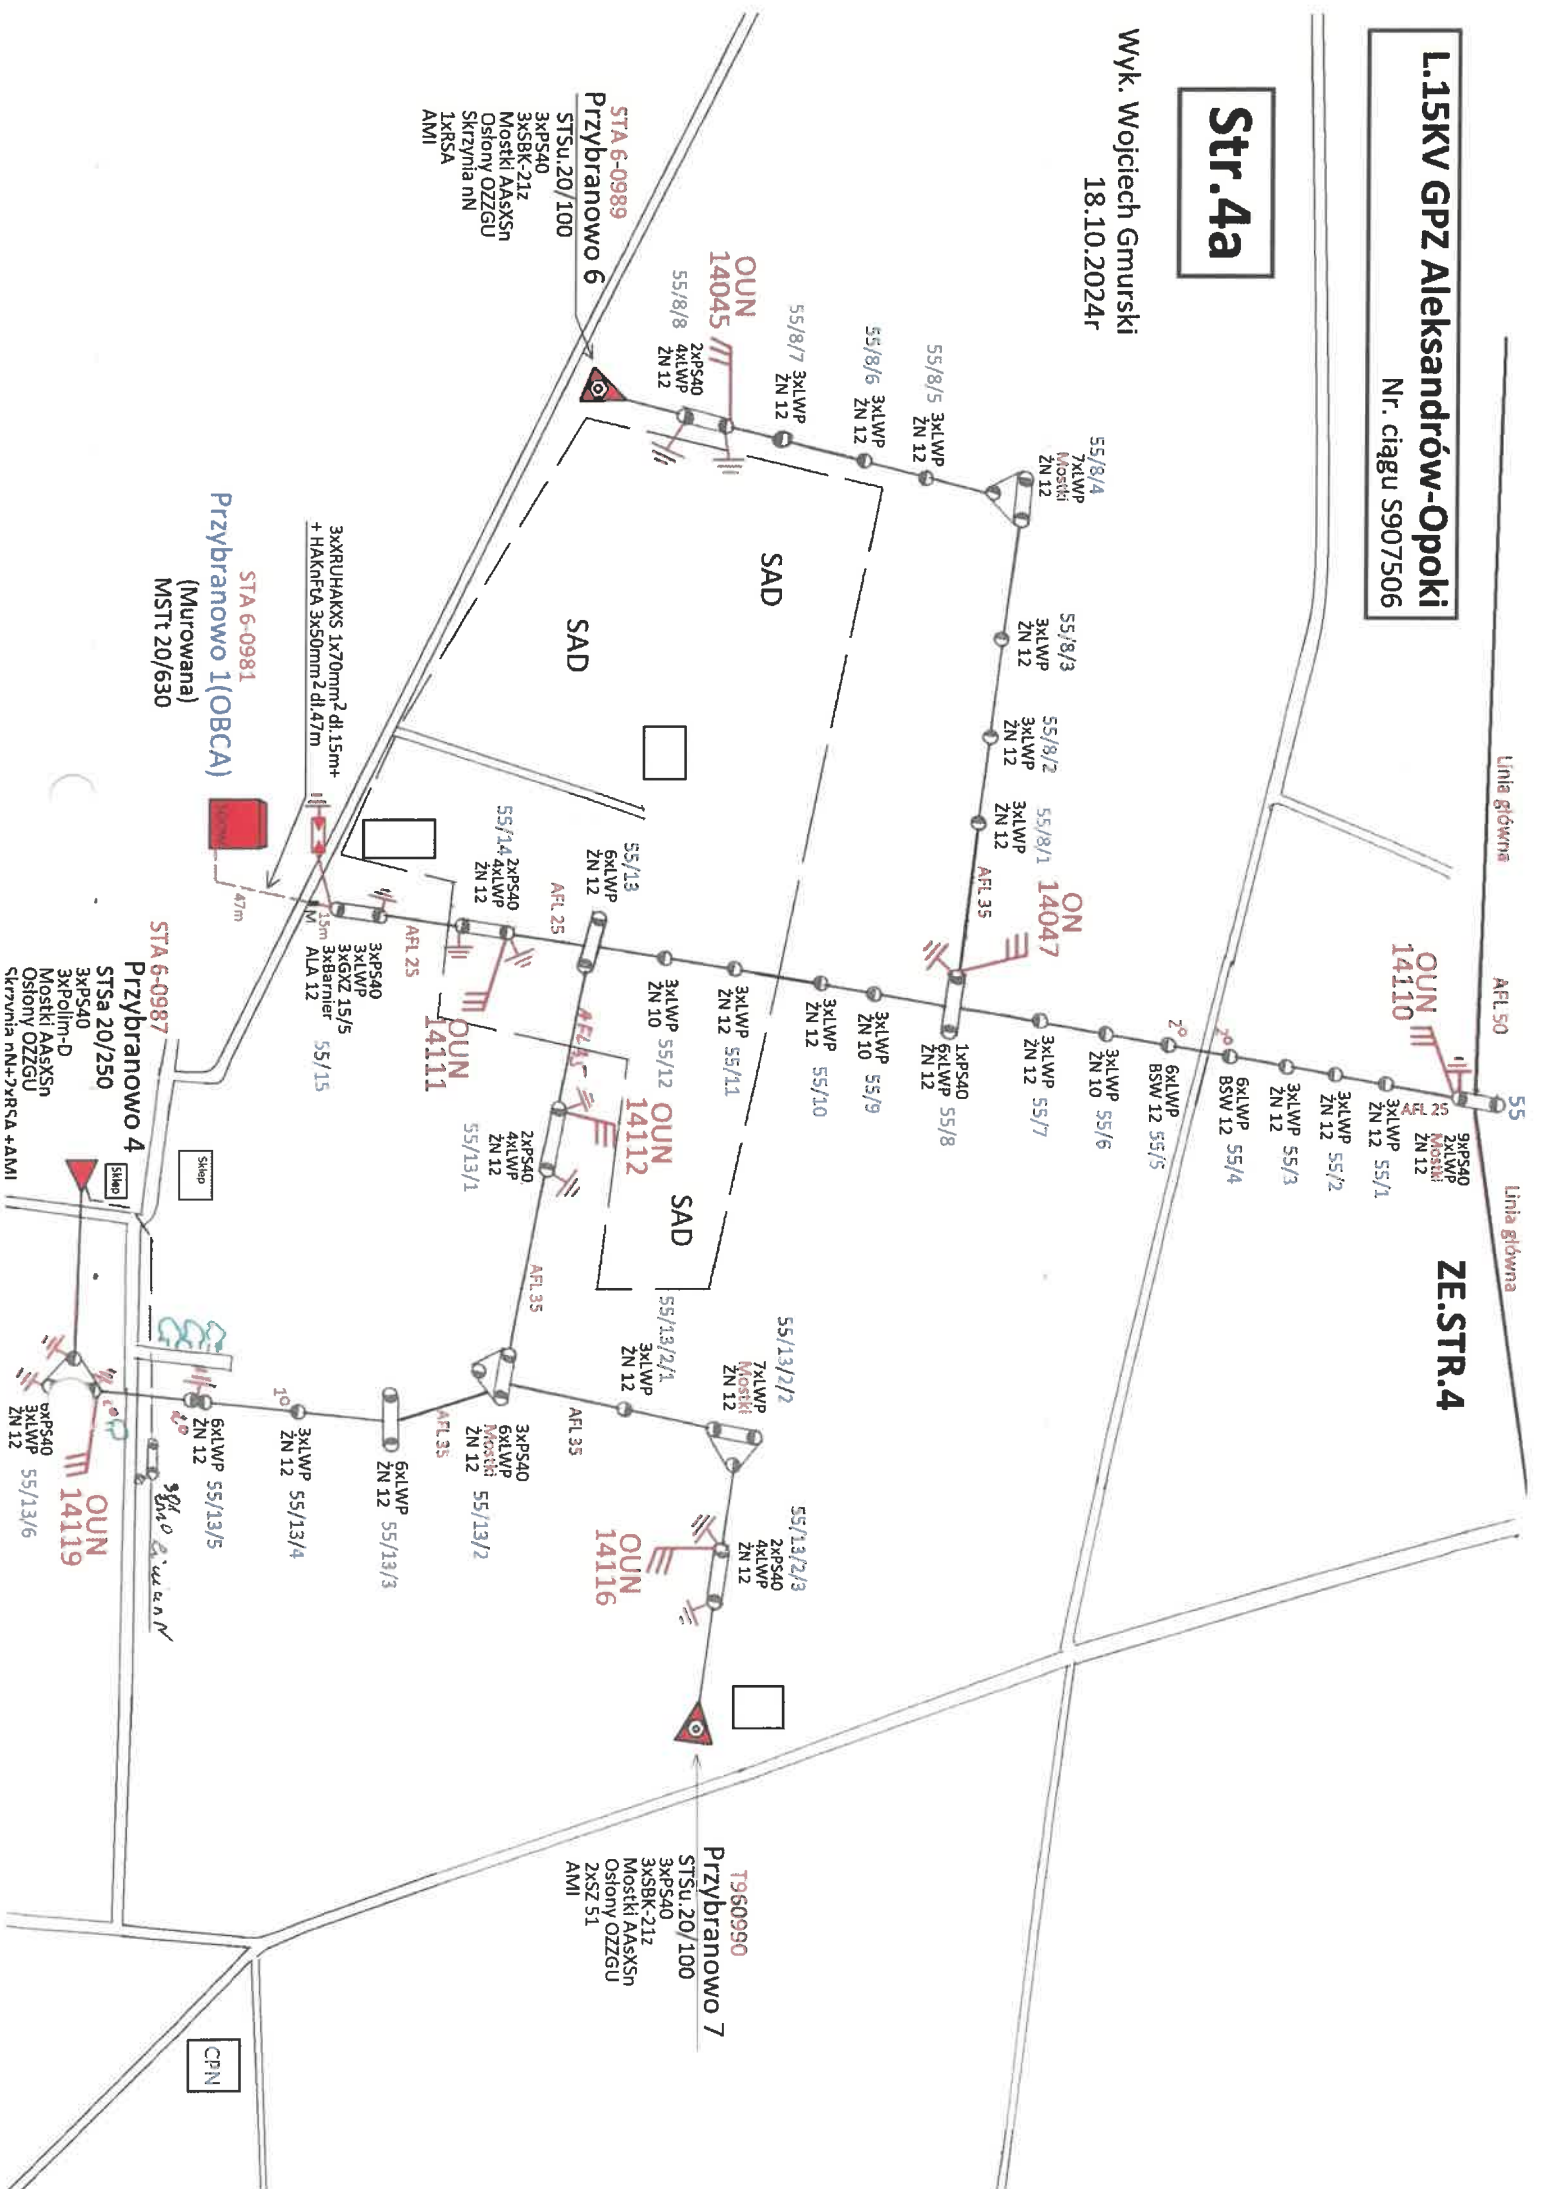 L.15KV GPZ Aleksandrów-Opoki
Nr. ciągu S907506
Str.4a
Wyk. Wojciech Gmurski
18.10.2024r
Linia główna
AFL 50
Linia główna
ZE.STR.4
OUN
14110
55
9xPS40
2xLWP
Mostki
ŻN 12
AFL 25
3xLWP
ŻN 12
55/1
3xLWP
ŻN 12
55/2
3xLWP
ŻN 12
55/3
2°
6xLWP
BSW 12
55/4
2°
6xLWP
BSW 12
55/5
3xLWP
ŻN 10
55/6
3xLWP
ŻN 12
55/7
1xPS40
6xLWP
ŻN 12
55/8
ON
14047
AFL 35
55/8/1
3xLWP
ŻN 12
55/8/2
3xLWP
ŻN 12
55/8/3
3xLWP
ŻN 12
55/8/4
7xLWP
Mostki
ŻN 12
55/8/5
3xLWP
ŻN 12
55/8/6
3xLWP
ŻN 12
55/8/7
3xLWP
ŻN 12
OUN
14045
55/8/8
2xPS40
4xLWP
ŻN 12
STA 6-0989
Przybranowo 6
STSu.20/100
3xPS40
3xSBK-21z
Mostki AAsXSn
Osłony OZZGU
Skrzynia nN
1xRSA
AMI
SAD
SAD
SAD
3xLWP
ŻN 10
55/9
3xLWP
ŻN 12
55/10
3xLWP
ŻN 12
55/11
3xLWP
ŻN 10
55/12
55/13
6xLWP
ŻN 12
AFL 25
55/14
2xPS40
4xLWP
ŻN 12
OUN
14111
AFL 25
3xPS40
3xLWP
3xGXZ 15/5
3xBarnier
ALA 12
55/15
15m
M
47m
3xXRUHAKXS 1x70mm² dł.15m+
+ HAKnFtA 3x50mm² dł.47m
STA 6-0981
Przybranowo 1(OBCA)
(Murowana)
MSTt 20/630
OUN
14112
2xPS40
4xLWP
ŻN 12
55/13/1
AFL 35
3xPS40
6xLWP
Mostki
ŻN 12
55/13/2
AFL 35
55/13/2/1
3xLWP
ŻN 12
55/13/2/2
7xLWP
Mostki
ŻN 12
55/13/2/3
2xPS40
4xLWP
ŻN 12
OUN
14116
T960990
Przybranowo 7
STSu.20/100
3xPS40
3xSBK-21z
Mostki AAsXSn
Osłony OZZGU
2xSZ 51
AMI
AFL 35
6xLWP
ŻN 12
55/13/3
1°
3xLWP
ŻN 12
55/13/4
6xLWP
ŻN 12
55/13/5
OUN
14119
6xPS40
3xLWP
ŻN 12
55/13/6
STA 6-0987
Przybranowo 4
STSa 20/250
3xPS40
3xPolim-D
Mostki AAsXSn
Osłony OZZGU
Skrzynia nN+2xRSA +AMI
Sklep
Sklep
CPN